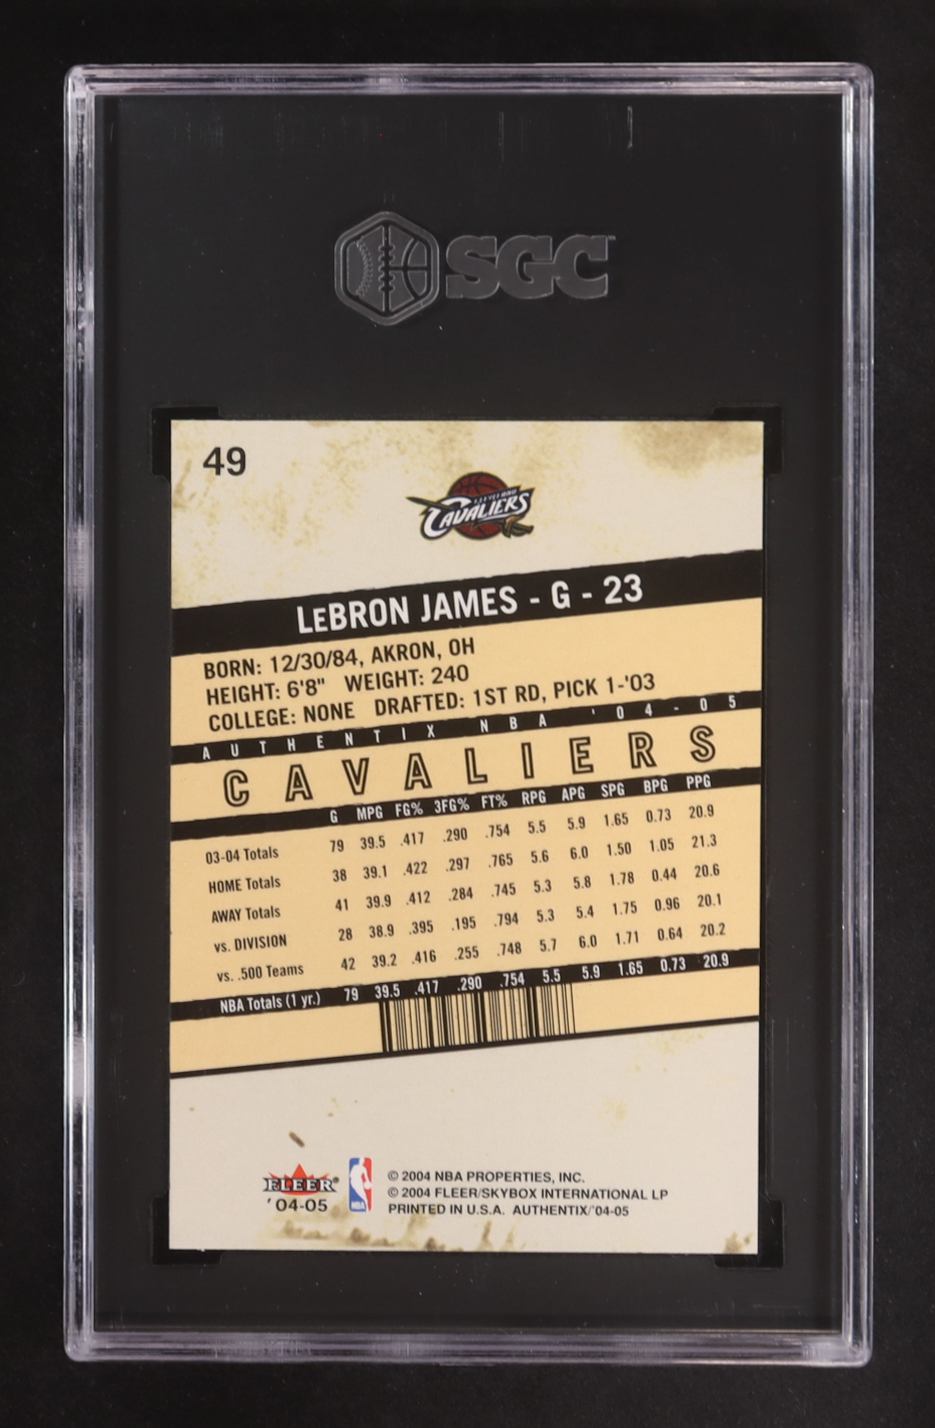 SGC
49
CAVALIERS
LeBRON JAMES - G - 23
BORN: 12/30/84, AKRON, OH
HEIGHT: 6'8" WEIGHT: 240
COLLEGE: NONE DRAFTED: 1ST RD, PICK 1-'03
AUTHENTIX NBA '04-05
CAVALIERS
G MPG FG% 3FG% FT% RPG APG SPG BPG PPG
03-04 Totals 79 39.5 .417 .290 .754 5.5 5.9 1.65 0.73 20.9
HOME Totals 38 39.1 .422 .297 .765 5.6 6.0 1.50 1.05 21.3
AWAY Totals 41 39.9 .412 .284 .745 5.3 5.8 1.78 0.44 20.6
vs. DIVISION 28 38.9 .395 .195 .794 5.3 5.4 1.75 0.96 20.1
vs. .500 Teams 42 39.2 .416 .255 .748 5.7 6.0 1.71 0.64 20.2
NBA Totals (1 yr.) 79 39.5 .417 .290 .754 5.5 5.9 1.65 0.73 20.9
FLEER®
'04-05
NBA
© 2004 NBA PROPERTIES, INC.
© 2004 FLEER/SKYBOX INTERNATIONAL LP
PRINTED IN U.S.A. AUTHENTIX/'04-05